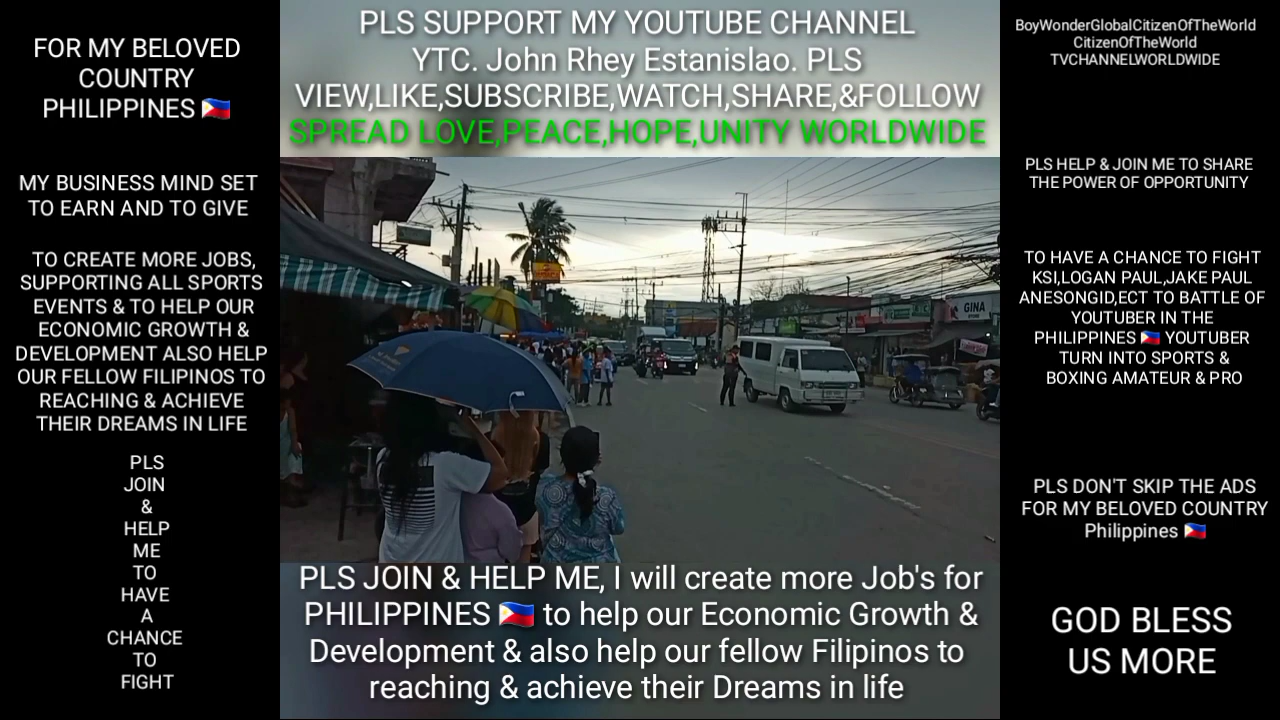 FOR MY BELOVED
COUNTRY
PHILIPPINES 🇵🇭
MY BUSINESS MIND SET
TO EARN AND TO GIVE
TO CREATE MORE JOBS,
SUPPORTING ALL SPORTS
EVENTS & TO HELP OUR
ECONOMIC GROWTH &
DEVELOPMENT ALSO HELP
OUR FELLOW FILIPINOS TO
REACHING & ACHIEVE
THEIR DREAMS IN LIFE
PLS
JOIN
&
HELP
ME
TO
HAVE
A
CHANCE
TO
FIGHT
PLS SUPPORT MY YOUTUBE CHANNEL
YTC. John Rhey Estanislao. PLS
VIEW,LIKE,SUBSCRIBE,WATCH,SHARE,&FOLLOW
SPREAD LOVE,PEACE,HOPE,UNITY WORLDWIDE
GINA
PLS JOIN & HELP ME, I will create more Job's for
PHILIPPINES 🇵🇭 to help our Economic Growth &
Development & also help our fellow Filipinos to
reaching & achieve their Dreams in life
BoyWonderGlobalCitizenOfTheWorld
CitizenOfTheWorld
TVCHANNELWORLDWIDE
PLS HELP & JOIN ME TO SHARE
THE POWER OF OPPORTUNITY
TO HAVE A CHANCE TO FIGHT
KSI,LOGAN PAUL,JAKE PAUL
ANESONGID,ECT TO BATTLE OF
YOUTUBER IN THE
PHILIPPINES 🇵🇭 YOUTUBER
TURN INTO SPORTS &
BOXING AMATEUR & PRO
PLS DON'T SKIP THE ADS
FOR MY BELOVED COUNTRY
Philippines 🇵🇭
GOD BLESS
US MORE